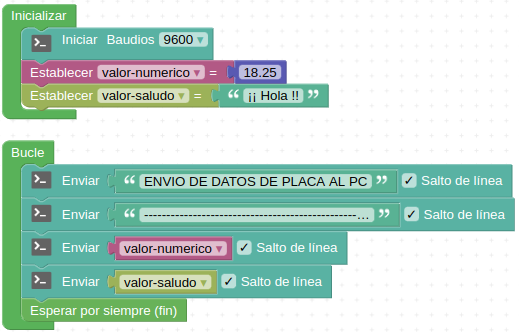 Inicializar
Iniciar Baudios 9600
Establecer valor-numerico = 18.25
Establecer valor-saludo = “ ¡¡ Hola !! ”
Bucle
Enviar “ ENVIO DE DATOS DE PLACA AL PC ” Salto de línea
Enviar “ --------------------------------------------------... ” Salto de línea
Enviar valor-numerico Salto de línea
Enviar valor-saludo Salto de línea
Esperar por siempre (fin)